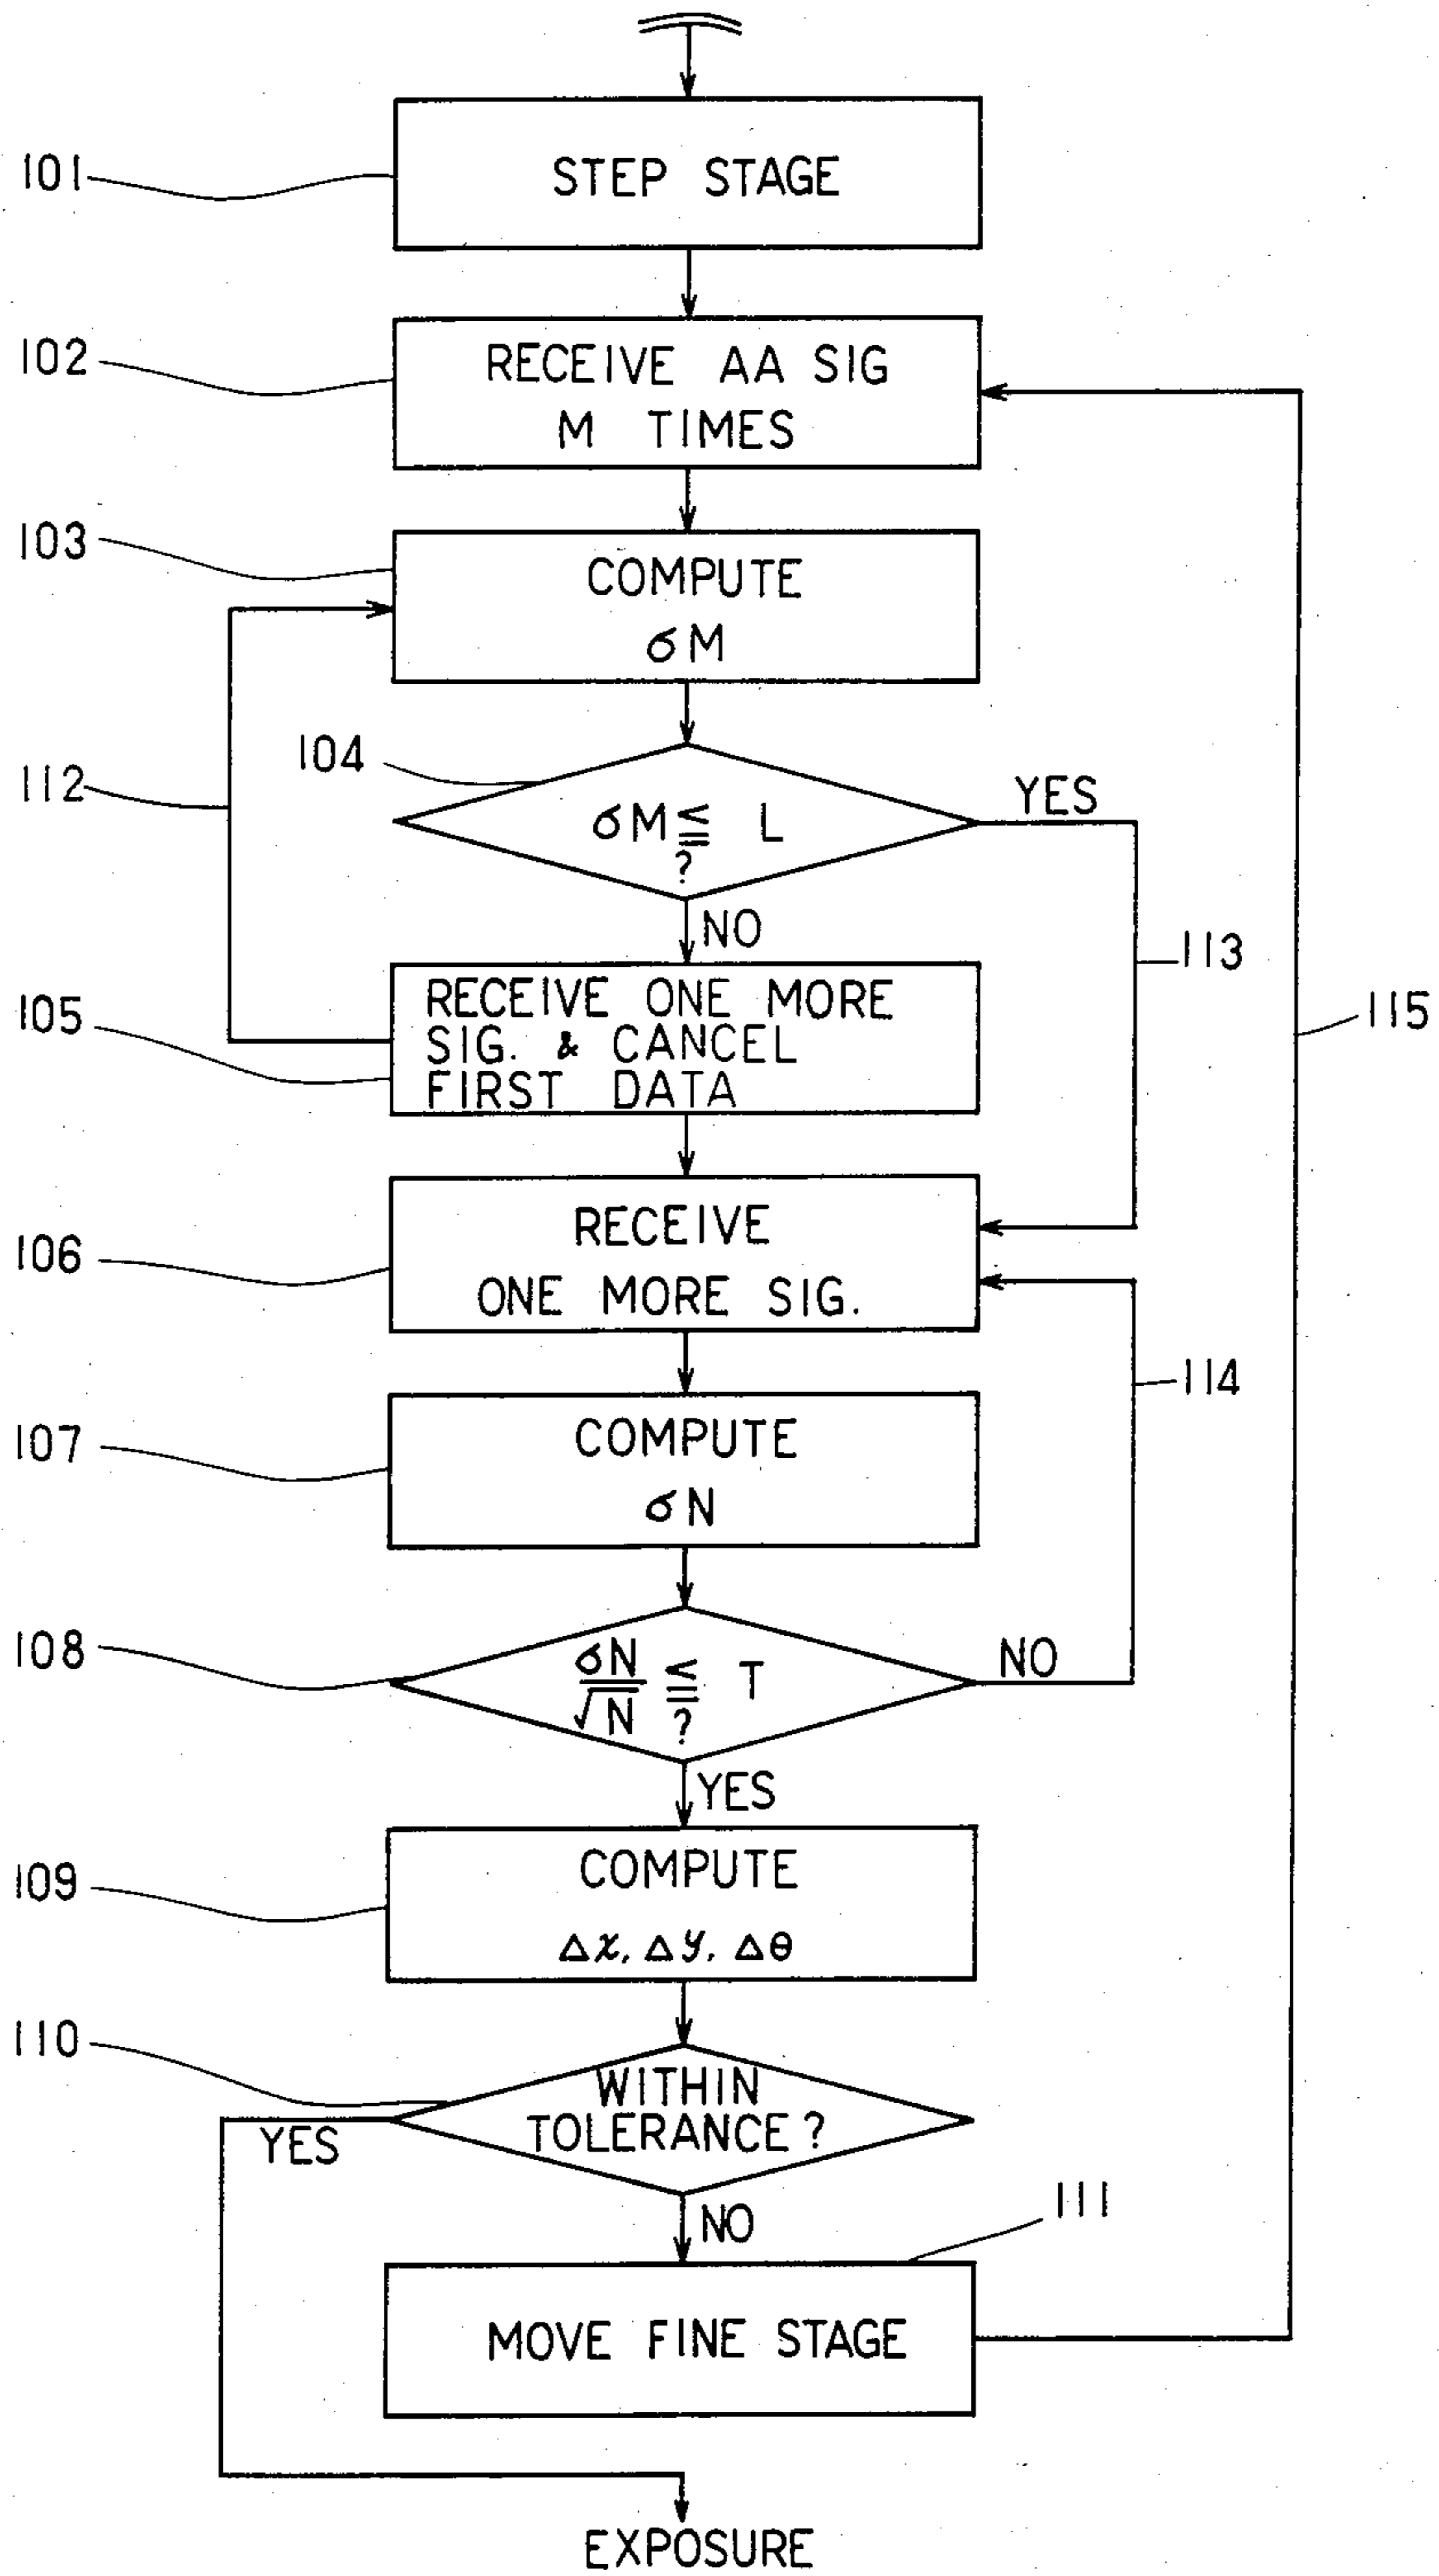 101
STEP STAGE
102
RECEIVE AA SIG
M TIMES
103
COMPUTE
σM
104
112
σM ≦ L
?
YES
NO
113
105
RECEIVE ONE MORE
SIG. & CANCEL
FIRST DATA
115
106
RECEIVE
ONE MORE SIG.
114
107
COMPUTE
σN
108
σN
√N ≦ T
?
NO
YES
109
COMPUTE
Δx, Δy, Δθ
110
WITHIN
TOLERANCE?
YES
NO
111
MOVE FINE STAGE
EXPOSURE